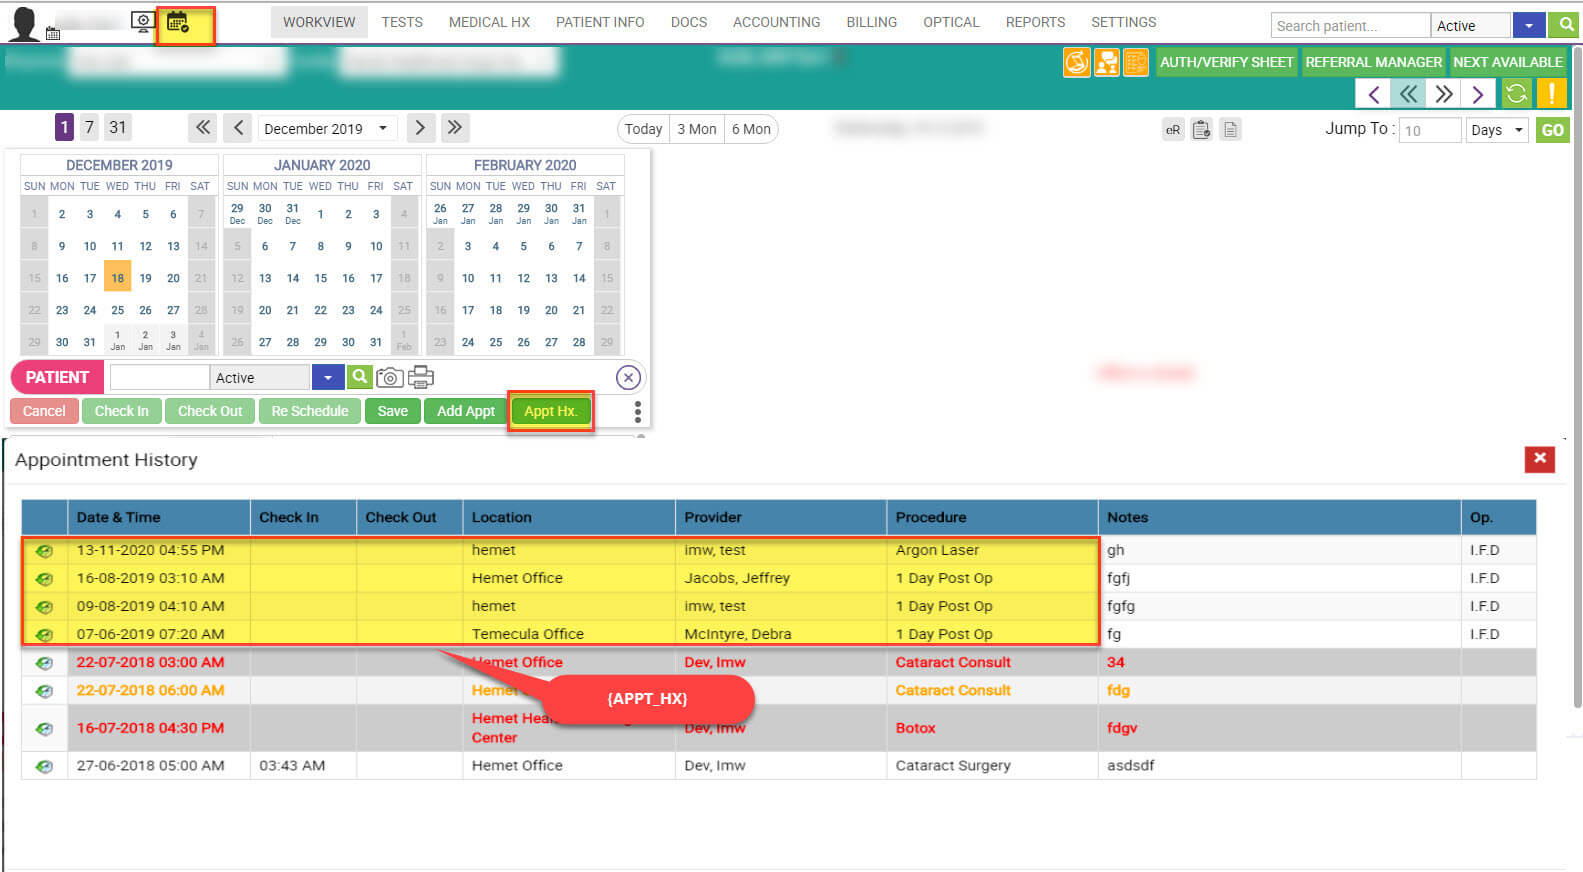 WORKVIEW TESTS MEDICAL HX PATIENT INFO DOCS ACCOUNTING BILLING OPTICAL REPORTS SETTINGS Search patient... Active
AUTH/VERIFY SHEET REFERRAL MANAGER NEXT AVAILABLE
1 7 31 December 2019 Today 3 Mon 6 Mon eR Jump To : 10 Days GO
DECEMBER 2019 JANUARY 2020 FEBRUARY 2020
SUN MON TUE WED THU FRI SAT SUN MON TUE WED THU FRI SAT SUN MON TUE WED THU FRI SAT
1 2 3 4 5 6 7 29 Dec 30 Dec 31 Dec 1 2 3 4 26 Jan 27 Jan 28 Jan 29 Jan 30 Jan 31 Jan 1
8 9 10 11 12 13 14 5 6 7 8 9 10 11 2 3 4 5 6 7 8
15 16 17 18 19 20 21 12 13 14 15 16 17 18 9 10 11 12 13 14 15
22 23 24 25 26 27 28 19 20 21 22 23 24 25 16 17 18 19 20 21 22
29 30 31 1 Jan 2 Jan 3 Jan 4 Jan 26 27 28 29 30 31 1 Feb 23 24 25 26 27 28 29
PATIENT Active
Cancel Check In Check Out Re Schedule Save Add Appt Appt Hx.
Appointment History
Date & Time Check In Check Out Location Provider Procedure Notes Op.
13-11-2020 04:55 PM hemet imw, test Argon Laser gh I.F.D
16-08-2019 03:10 AM Hemet Office Jacobs, Jeffrey 1 Day Post Op fgfj I.F.D
09-08-2019 04:10 AM hemet imw, test 1 Day Post Op fgfg I.F.D
07-06-2019 07:20 AM Temecula Office McIntyre, Debra 1 Day Post Op fg I.F.D
22-07-2018 03:00 AM Hemet Office Dev, Imw Cataract Consult 34
22-07-2018 06:00 AM Hemet Cataract Consult fdg
{APPT_HX}
16-07-2018 04:30 PM Hemet Center Dev, Imw Botox fdgv
27-06-2018 05:00 AM 03:43 AM Hemet Office Dev, Imw Cataract Surgery asdsdf